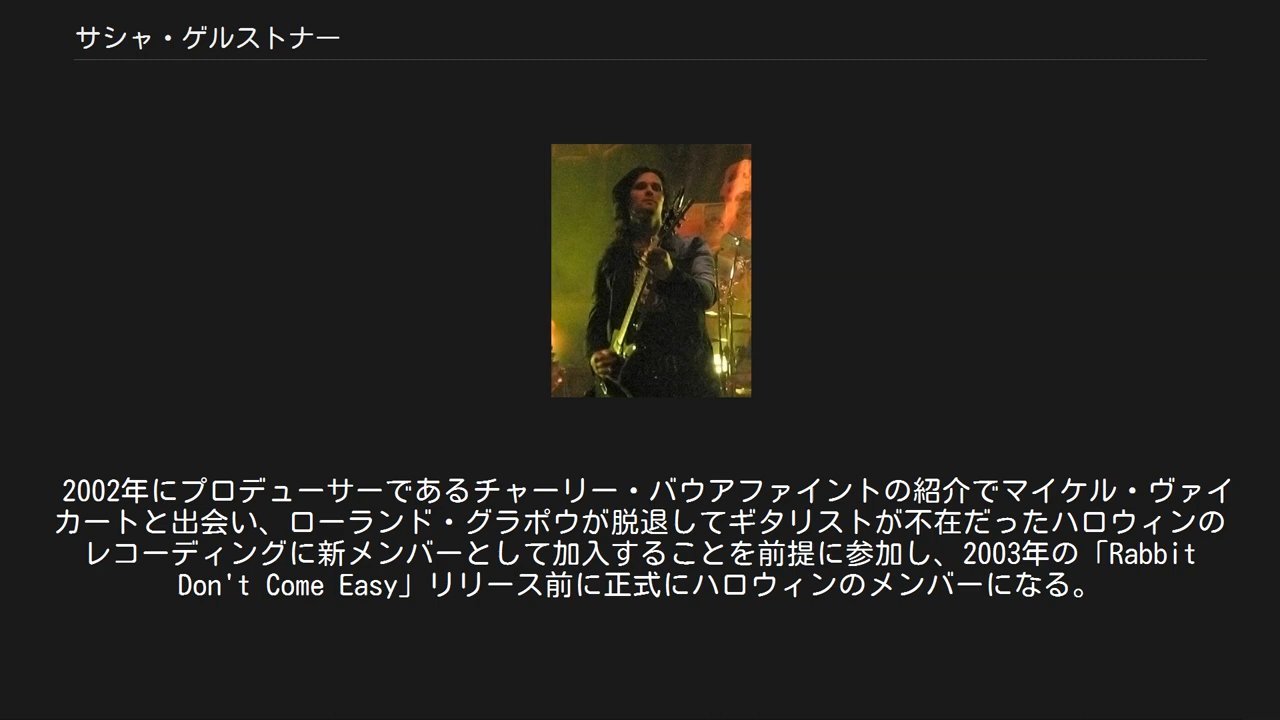 サシャ・ゲルストナー
2002年にプロデューサーであるチャーリー・バウアファイントの紹介でマイケル・ヴァイ
カートと出会い、ローランド・グラポウが脱退してギタリストが不在だったハロウィンの
レコーディングに新メンバーとして加入することを前提に参加し、2003年の「Rabbit
Don't Come Easy」リリース前に正式にハロウィンのメンバーになる。